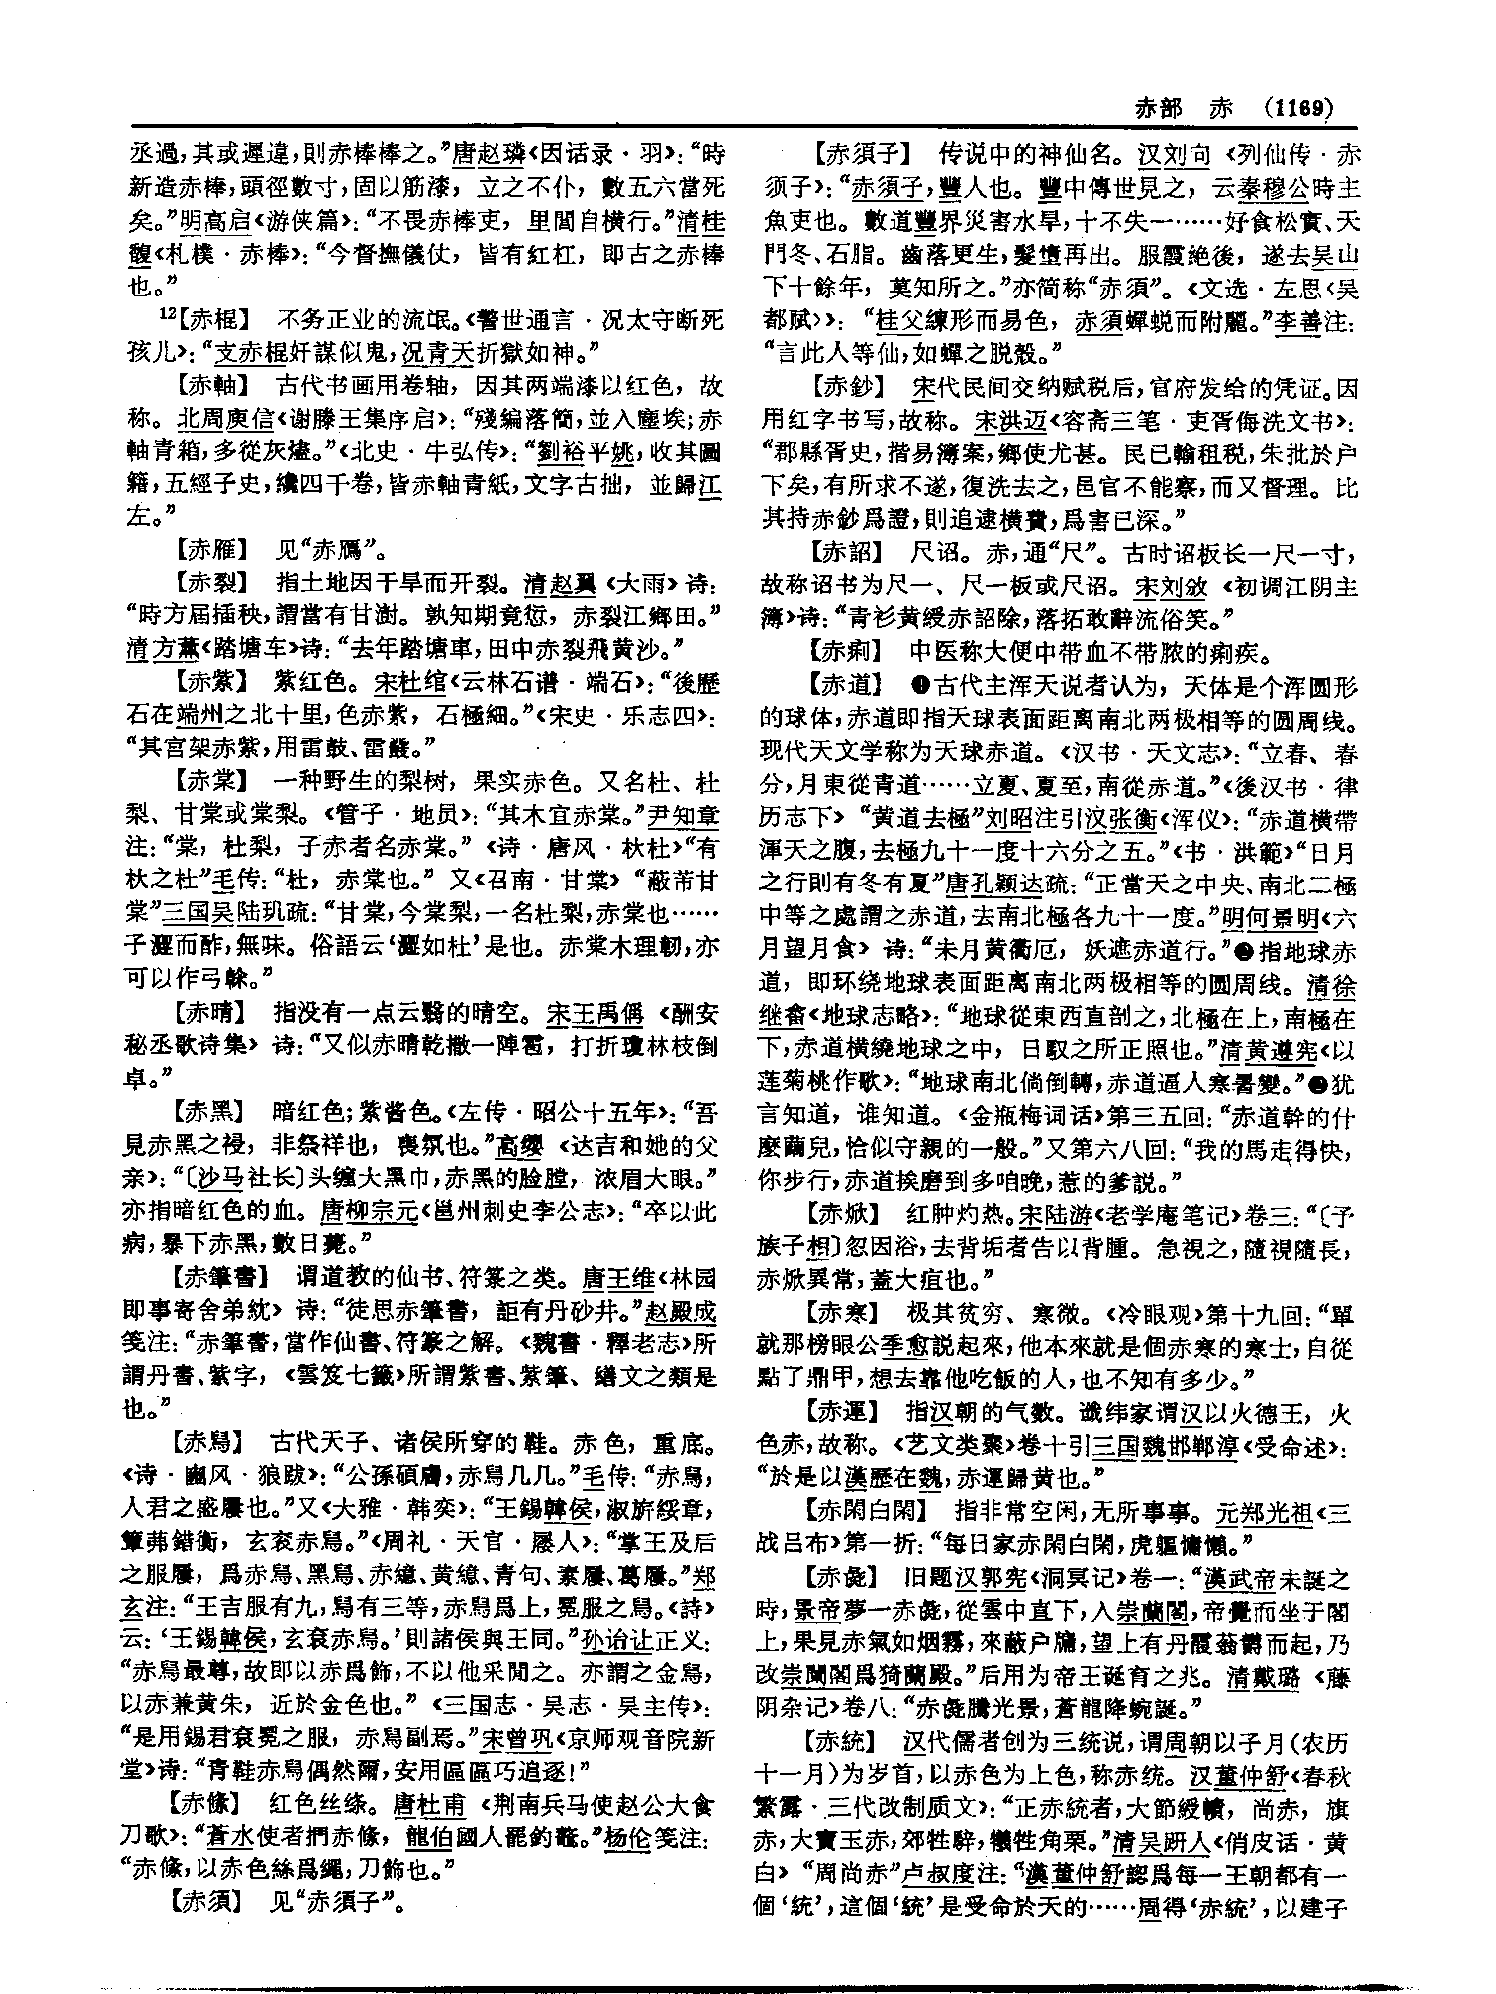 赤部 赤 (1169)
丞過，其或遲違，則赤棒棒之。”唐赵璘《因话录·羽》：“時
新造赤棒，頭徑數寸，固以筋漆，立之不仆，數五六當死
矣。”明高启《游侠篇》：“不畏赤棒吏，里閭自横行。”清桂
馥《札樸·赤棒》：“今督撫儀仗，皆有紅杠，即古之赤棒
也。”
12【赤棍】 不务正业的流氓。《警世通言·况太守断死
孩儿》：“支赤棍奸謀似鬼，况青天折獄如神。”
【赤軸】 古代书画用卷轴，因其两端漆以红色，故
称。北周庾信《谢滕王集序启》：“殘編落簡，並入塵埃；赤
軸青箱，多從灰燼。”《北史·牛弘传》：“劉裕平姚，收其圖
籍，五經子史，纔四千卷，皆赤軸青紙，文字古拙，並歸江
左。”
【赤雁】 见“赤鴈”。
【赤裂】 指土地因干旱而开裂。清赵翼《大雨》诗：
“時方屆插秧，謂當有甘澍。孰知期竟愆，赤裂江鄉田。”
清方薰《踏塘车》诗：“去年踏塘車，田中赤裂飛黄沙。”
【赤紫】 紫红色。宋杜绾《云林石谱·端石》：“後歷
石在端州之北十里，色赤紫，石極細。”《宋史·乐志四》：
“其宫架赤紫，用雷鼓、雷鼗。”
【赤棠】 一种野生的梨树，果实赤色。又名杜、杜
梨、甘棠或棠梨。《管子·地员》：“其木宜赤棠。”尹知章
注：“棠，杜梨，子赤者名赤棠。”《诗·唐风·杕杜》“有
杕之杜”毛传：“杜，赤棠也。”又《召南·甘棠》“蔽芾甘
棠”三国吴陆玑疏：“甘棠，今棠梨，一名杜梨，赤棠也……
子澀而酢，無味。俗語云‘澀如杜’是也。赤棠木理韌，亦
可以作弓榦。”
【赤晴】 指没有一点云翳的晴空。宋王禹偁《酬安
秘丞歌诗集》诗：“又似赤晴乾撒一陣雹，打折瓊林枝倒
卓。”
【赤黑】 暗红色；紫酱色。《左传·昭公十五年》：“吾
見赤黑之祲，非祭祥也，喪氛也。”高缨《达吉和她的父
亲》：“〔沙马社长〕头缠大黑巾，赤黑的脸膛，浓眉大眼。”
亦指暗红色的血。唐柳宗元《邕州刺史李公志》：“卒以此
病，暴下赤黑，數日薨。”
【赤筆書】 谓道教的仙书、符箓之类。唐王维《林园
即事寄舍弟紞》诗：“徒思赤筆書，詎有丹砂井。”赵殿成
笺注：“赤筆書，當作仙書、符篆之解。《魏書·釋老志》所
謂丹書、紫字，《雲笈七籤》所謂紫書、紫筆、繕文之類是
也。”
【赤舄】 古代天子、诸侯所穿的鞋。赤色，重底。
《诗·豳风·狼跋》：“公孫碩膚，赤舄几几。”毛传：“赤舄，
人君之盛屨也。”又《大雅·韩奕》：“王錫韓侯，淑旂綏章，
簟茀錯衡，玄衮赤舄。”《周礼·天官·屦人》：“掌王及后
之服屨，爲赤舄、黑舄、赤繶、黄繶、青句、素屨、葛屨。”郑
玄注：“王吉服有九，舄有三等，赤舄爲上，冕服之舄。《詩》
云：‘王錫韓侯，玄衮赤舄。’則諸侯與王同。”孙诒让正义：
“赤舄最尊，故即以赤爲飾，不以他采閒之。亦謂之金舄，
以赤兼黄朱，近於金色也。”《三国志·吴志·吴主传》：
“是用錫君衮冕之服，赤舄副焉。”宋曾巩《京师观音院新
堂》诗：“青鞋赤舄偶然爾，安用區區巧追逐！”
【赤絛】 红色丝绦。唐杜甫《荆南兵马使赵公大食
刀歌》：“蒼水使者捫赤絛，龍伯國人罷釣鼇。”杨伦笺注：
“赤絛，以赤色絲爲繩，刀飾也。”
【赤須】 见“赤須子”。
【赤須子】 传说中的神仙名。汉刘向《列仙传·赤
须子》：“赤須子，豐人也。豐中傳世見之，云秦穆公時主
魚吏也。數道豐界災害水旱，十不失一……好食松實、天
門冬、石脂。齒落更生，髮墮再出。服霞絶後，遂去吴山
下十餘年，莫知所之。”亦简称“赤須”。《文选·左思〈吴
都赋〉》：“桂父練形而易色，赤須蟬蜕而附麗。”李善注：
“言此人等仙，如蟬之脱殻。”
【赤鈔】 宋代民间交纳赋税后，官府发给的凭证。因
用红字书写，故称。宋洪迈《容斋三笔·吏胥侮洗文书》：
“郡縣胥史，揩易簿案，鄉使尤甚。民已輸租税，朱批於户
下矣，有所求不遂，復洗去之，邑官不能察，而又督理。比
其持赤鈔爲證，則追逮横費，爲害已深。”
【赤詔】 尺诏。赤，通“尺”。古时诏板长一尺一寸，
故称诏书为尺一、尺一板或尺诏。宋刘敛《初调江阴主
簿》诗：“青衫黄綬赤詔除，落拓敢辭流俗笑。”
【赤痢】 中医称大便中带血不带脓的痢疾。
【赤道】 ❶古代主浑天说者认为，天体是个浑圆形
的球体，赤道即指天球表面距离南北两极相等的圆周线。
现代天文学称为天球赤道。《汉书·天文志》：“立春、春
分，月東從青道……立夏、夏至，南從赤道。”《後汉书·律
历志下》“黄道去極”刘昭注引汉张衡《浑仪》：“赤道横帶
渾天之腹，去極九十一度十六分之五。”《书·洪範》“日月
之行則有冬有夏”唐孔颖达疏：“正當天之中央、南北二極
中等之處謂之赤道，去南北極各九十一度。”明何景明《六
月望月食》诗：“朱月黄衢厄，妖遮赤道行。”❷指地球赤
道，即环绕地球表面距离南北两极相等的圆周线。清徐
继畬《地球志略》：“地球從東西直剖之，北極在上，南極在
下，赤道横繞地球之中，日馭之所正照也。”清黄遵宪《以
莲菊桃作歌》：“地球南北倘倒轉，赤道逼人寒暑變。”❸犹
言知道，谁知道。《金瓶梅词话》第三五回：“赤道幹的什
麽繭兒，恰似守親的一般。”又第六八回：“我的馬走得快，
你步行，赤道挨磨到多咱晚，惹的爹説。”
【赤焮】 红肿灼热。宋陆游《老学庵笔记》卷三：“〔予
族子相〕忽因浴，去背垢者告以背腫。急視之，隨視隨長，
赤焮異常，蓋大疽也。”
【赤寒】 极其贫穷、寒微。《冷眼观》第十九回：“單
就那榜眼公季愈説起來，他本來就是個赤寒的寒士，自從
點了鼎甲，想去靠他吃飯的人，也不知有多少。”
【赤運】 指汉朝的气数。谶纬家谓汉以火德王，火
色赤，故称。《艺文类聚》卷十引三国魏邯郸淳《受命述》：
“於是以漢歷在魏，赤運歸黄也。”
【赤閑白閑】 指非常空闲，无所事事。元郑光祖《三
战吕布》第一折：“每日家赤閑白閑，虎軀慵懶。”
【赤彘】 旧题汉郭宪《洞冥记》卷一：“漢武帝未誕之
時，景帝夢一赤彘，從雲中直下，入崇蘭閣，帝覺而坐于閣
上，果見赤氣如烟霧，來蔽户牖，望上有丹霞蓊鬱而起，乃
改崇蘭閣爲猗蘭殿。”后用为帝王诞育之兆。清戴璐《藤
阴杂记》卷八：“赤彘騰光景，蒼龍降婉誕。”
【赤統】 汉代儒者创为三统说，谓周朝以子月（农历
十一月）为岁首，以赤色为上色，称赤统。汉董仲舒《春秋
繁露·三代改制质文》：“正赤統者，大節綬幘，尚赤，旗
赤，大寶玉赤，郊牲騂，犧牲角栗。”清吴趼人《俏皮话·黄
白》“周尚赤”卢叔度注：“漢董仲舒認爲每一王朝都有一
個‘統’，這個‘統’是受命於天的……周得‘赤統’，以建子